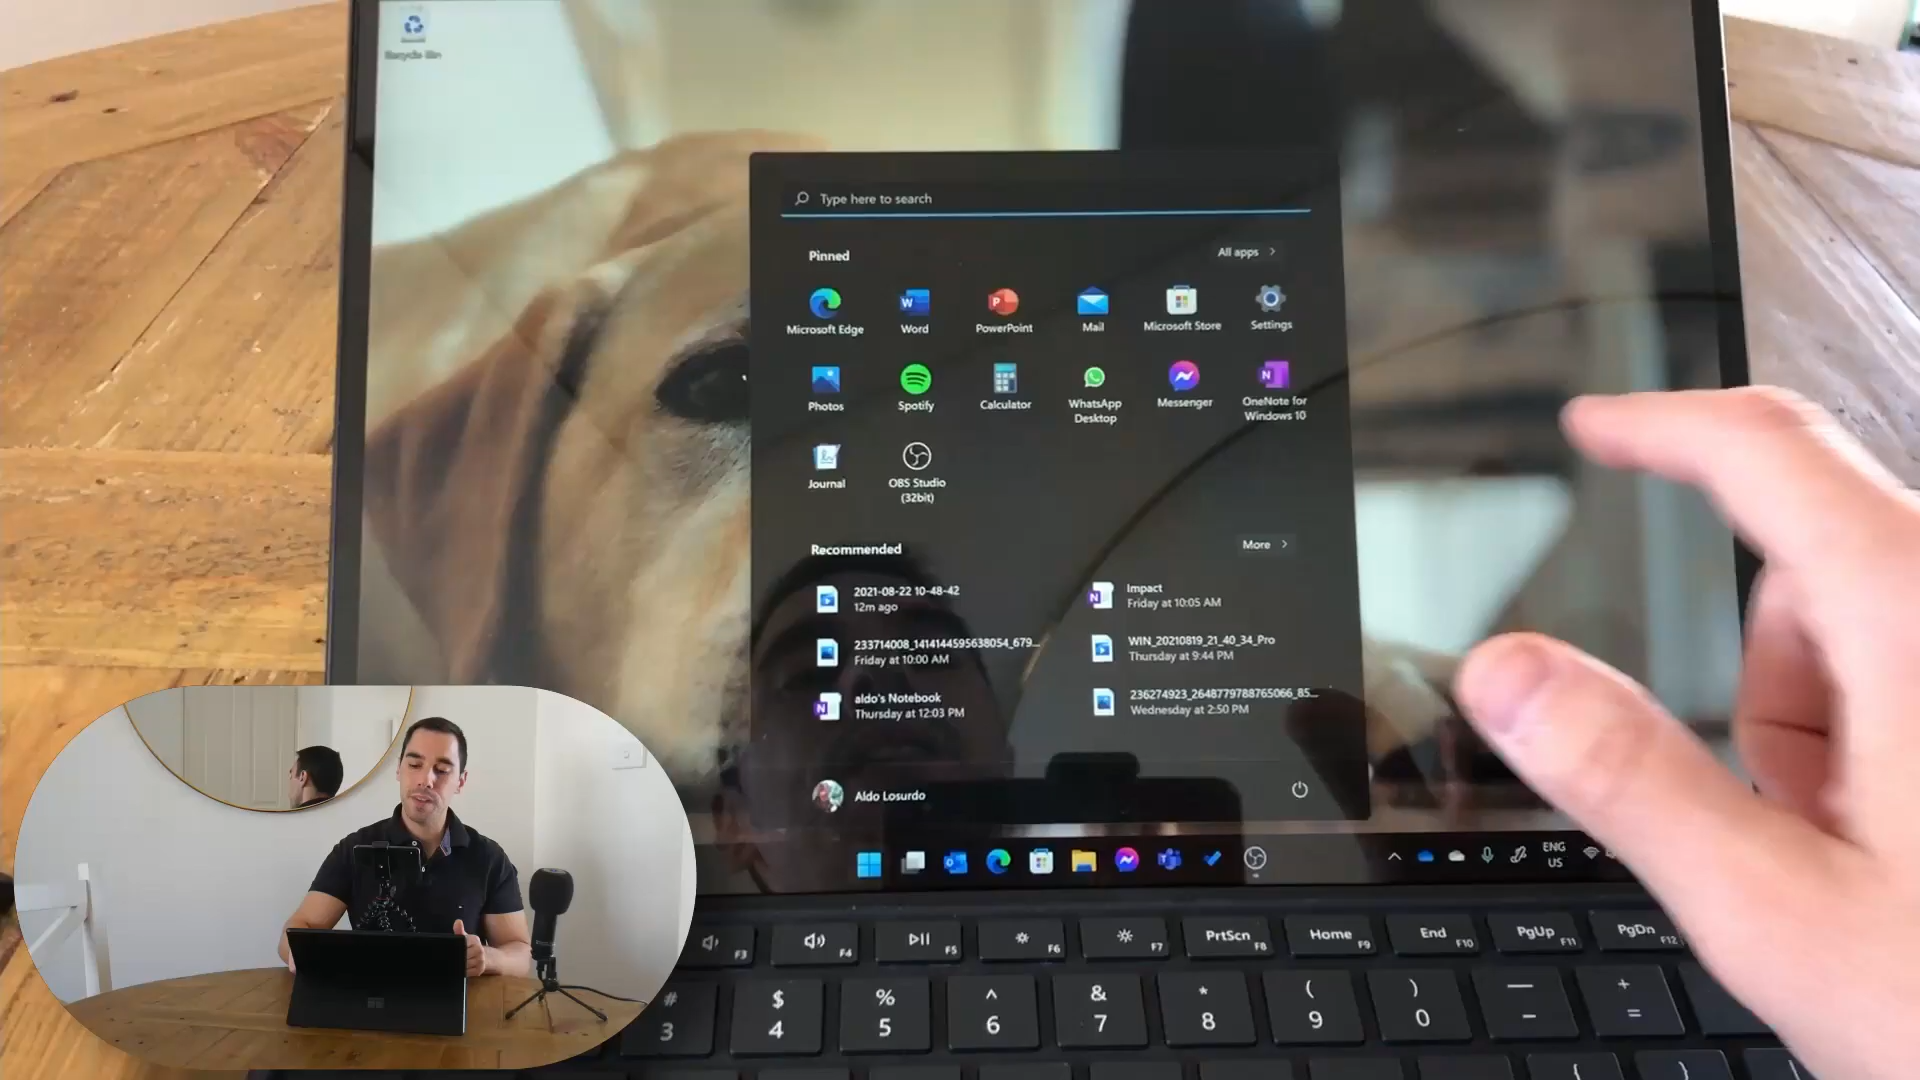 Recycle Bin
Type here to search
Pinned
All apps >
Microsoft Edge
Word
PowerPoint
Mail
Microsoft Store
Settings
Photos
Spotify
Calculator
WhatsApp
Desktop
Messenger
OneNote for
Windows 10
Journal
OBS Studio
(32bit)
Recommended
More >
2021-08-22 10-48-42
12m ago
Impact
Friday at 10:05 AM
233714008_1414144595638054_679...
Friday at 10:00 AM
WIN_20210819_21_40_34_Pro
Thursday at 9:44 PM
aldo's Notebook
Thursday at 12:03 PM
236274923_2648779788765066_85...
Wednesday at 2:50 PM
Aldo Losurdo
ENG
US
F3
F4
F5
F6
F7
PrtScn F8
Home F9
End F10
PgUp F11
PgDn F12
# 3
$ 4
% 5
^ 6
& 7
* 8
( 9
) 0
— -
+ =
{
}